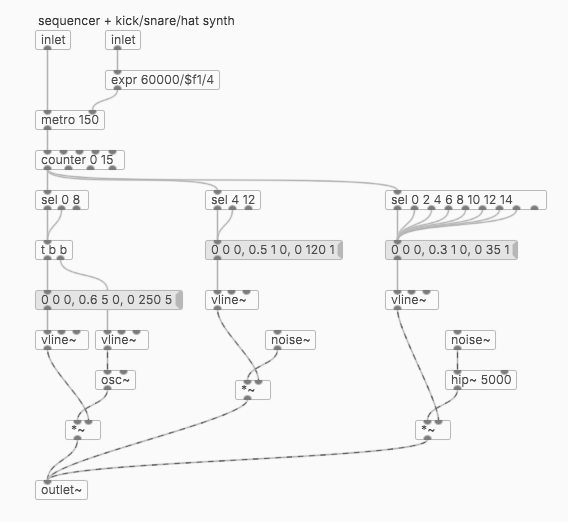 sequencer + kick/snare/hat synth
inlet
inlet
expr 60000/$f1/4
metro 150
counter 0 15
sel 0 8
sel 4 12
sel 0 2 4 6 8 10 12 14
t b b
0 0 0, 0.5 1 0, 0 120 1
0 0 0, 0.3 1 0, 0 35 1
0 0 0, 0.6 5 0, 0 250 5
vline~
vline~
vline~
vline~
noise~
noise~
osc~
*~
hip~ 5000
*~
*~
outlet~